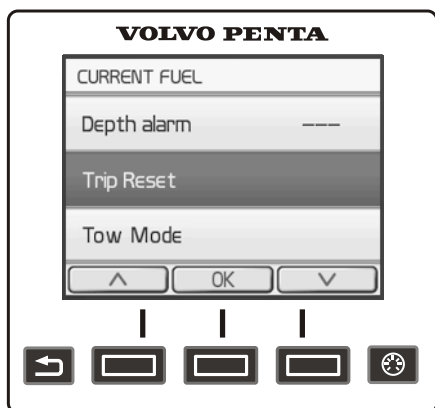 VOLVO PENTA
CURRENT FUEL
Depth alarm ---
Trip Reset
Tow Mode
OK